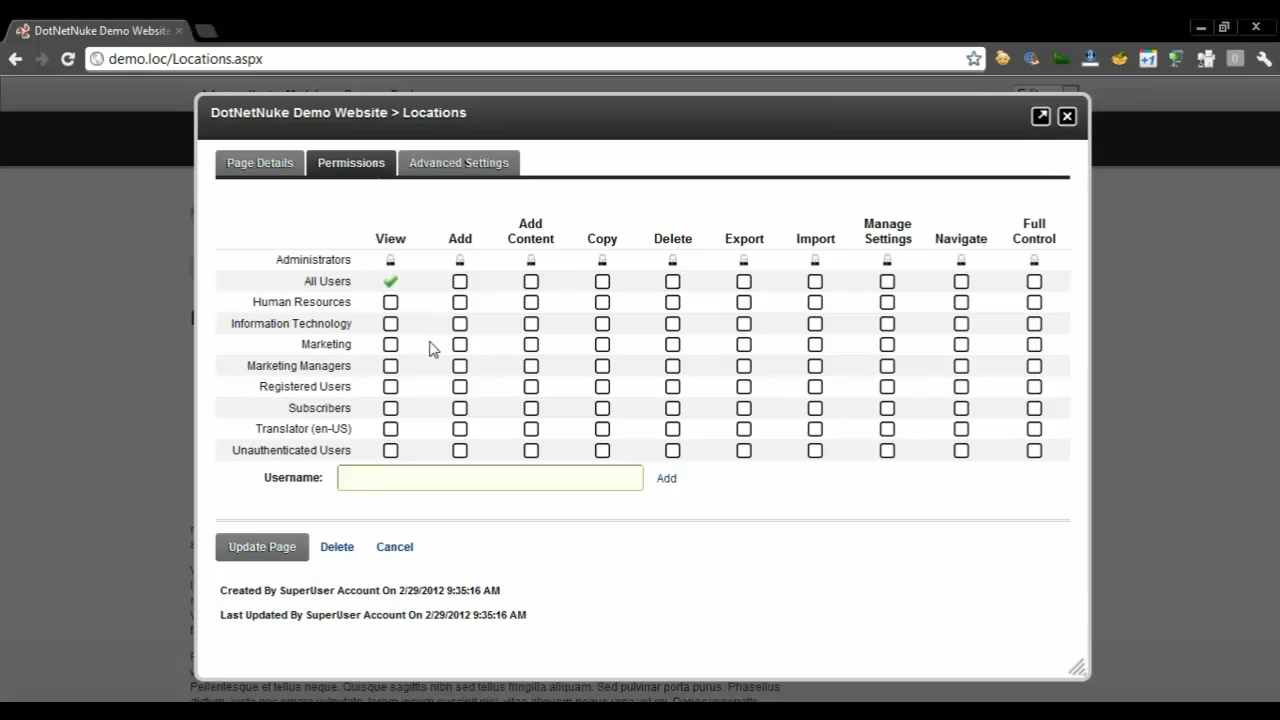 DotNetNuke Demo Website
demo.loc/Locations.aspx
DotNetNuke Demo Website > Locations
Page Details Permissions Advanced Settings
View Add Add Content Copy Delete Export Import Manage Settings Navigate Full Control
Administrators
All Users
Human Resources
Information Technology
Marketing
Marketing Managers
Registered Users
Subscribers
Translator (en-US)
Unauthenticated Users
Username: Add
Update Page Delete Cancel
Created By SuperUser Account On 2/29/2012 9:35:16 AM
Last Updated By SuperUser Account On 2/29/2012 9:35:16 AM
Pellentesque et tellus neque. Quisque sagittis nibh sed tellus fringilla aliquam. Sed pulvinar porta purus. Phasellus